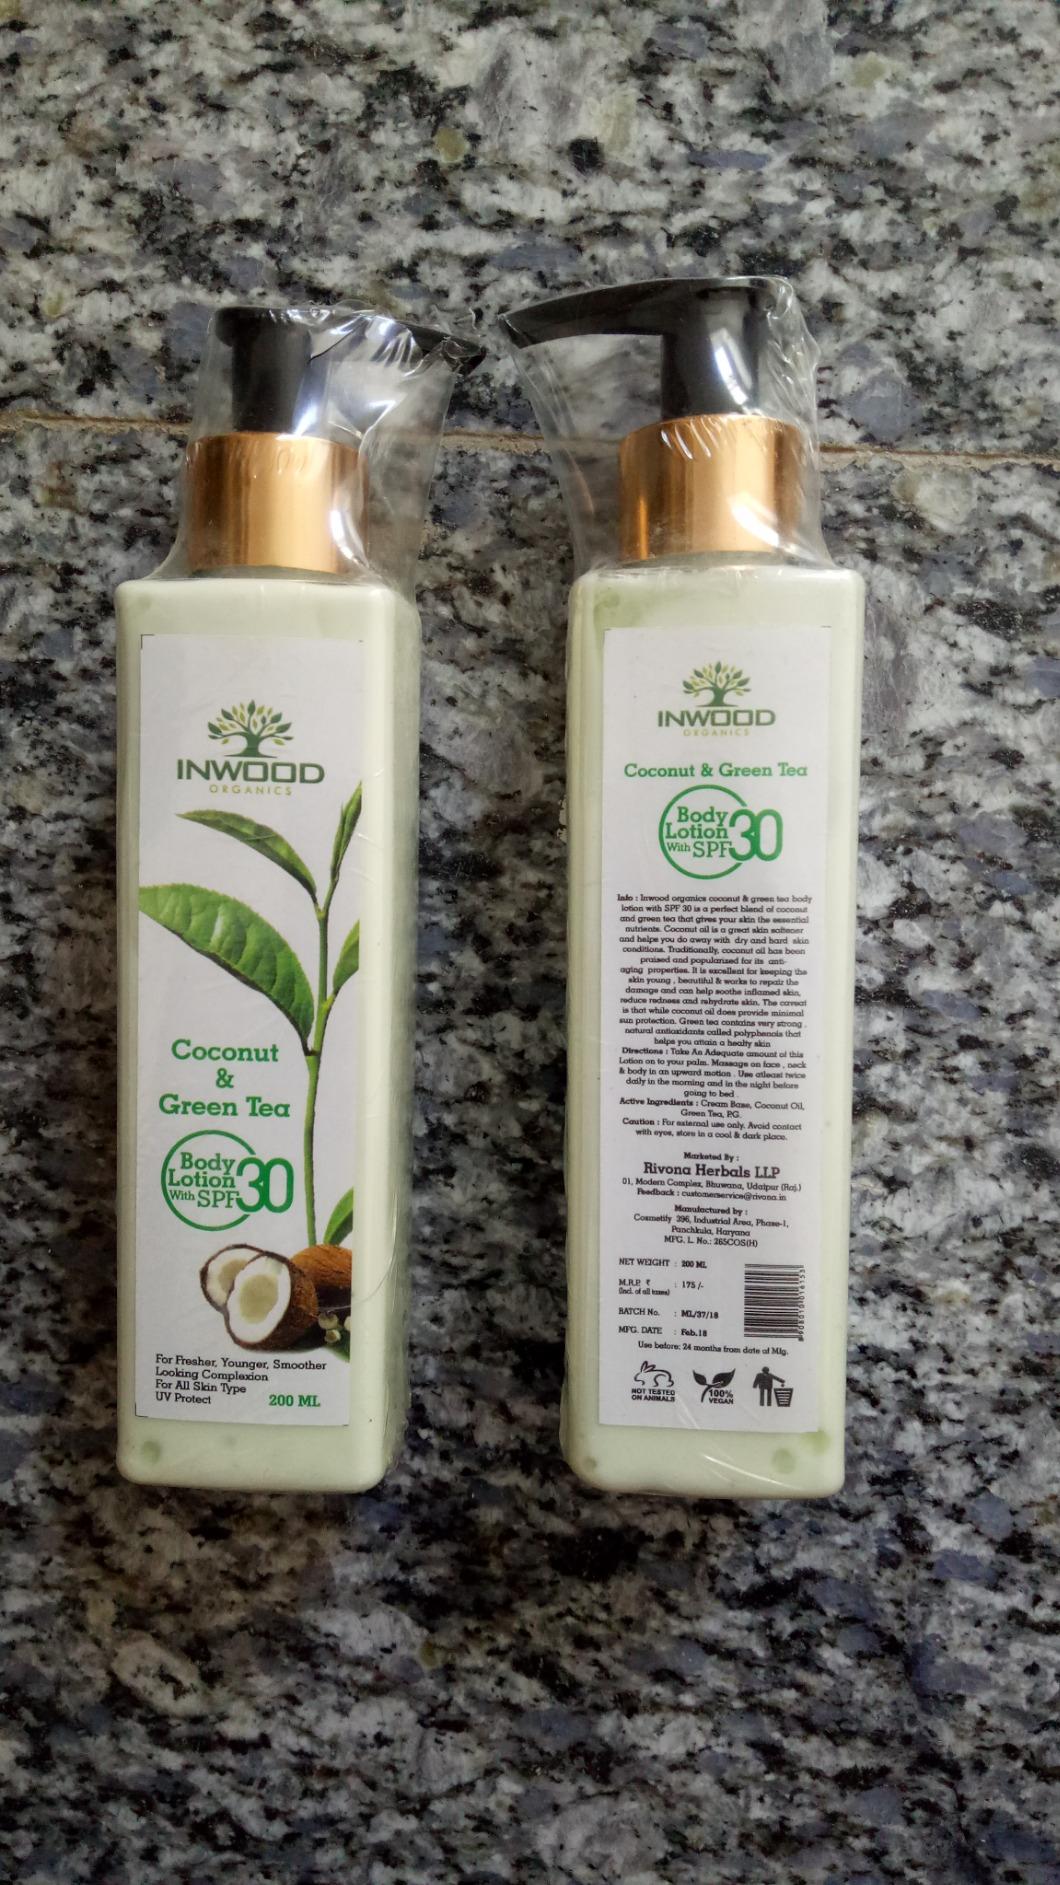 INWOOD
ORGANICS
Coconut
&
Green Tea
Body
Lotion
With SPF 30
For Fresher, Younger, Smoother
Looking Complexion
For All Skin Type
UV Protect
200 ML
INWOOD
ORGANICS
Coconut & Green Tea
Body
Lotion
With SPF 30
Info : Inwood organics coconut & green tea body
lotion with SPF 30 is a perfect blend of coconut
and green tea that gives your skin the essential
nutrients. Coconut oil is a great skin softener
and helps you do away with dry and hard skin
conditions. Traditionally, coconut oil has been
praised and popularized for its anti-
aging properties. It is excellent for keeping the
skin young , beautiful & works to repair the
damage and can help soothe inflamed skin,
reduce redness and rehydrate skin. The caveat
is that while coconut oil does provide minimal
sun protection. Green tea contains very strong ,
natural antioxidants called polyphenols that
helps you attain a healty skin
Directions : Take An Adequate amount of this
Lotion on to your palm. Massage on face , neck
& body in an upward motion . Use atleast twice
daily in the morning and in the night before
going to bed .
Active Ingredients : Cream Base, Coconut Oil,
Green Tea, P.G.
Caution : For external use only. Avoid contact
with eyes, store in a cool & dark place.
Marketed By :
Rivona Herbals LLP
01, Modern Complex, Bhuwana, Udaipur (Raj.)
Feedback : customerservice@rivona.in
Manufactured by :
Cosmetify 396, Industrial Area, Phase-1,
Panchkula, Haryana
MFG. L. No.: 265COS(H)
NET WEIGHT : 200 ML
M.R.P. ₹ : 175 /-
(Incl. of all taxes)
BATCH No. : ML/37/18
MFG. DATE : Feb.18
Use before: 24 months from date of Mfg.
NOT TESTED
ON ANIMALS
100%
VEGAN